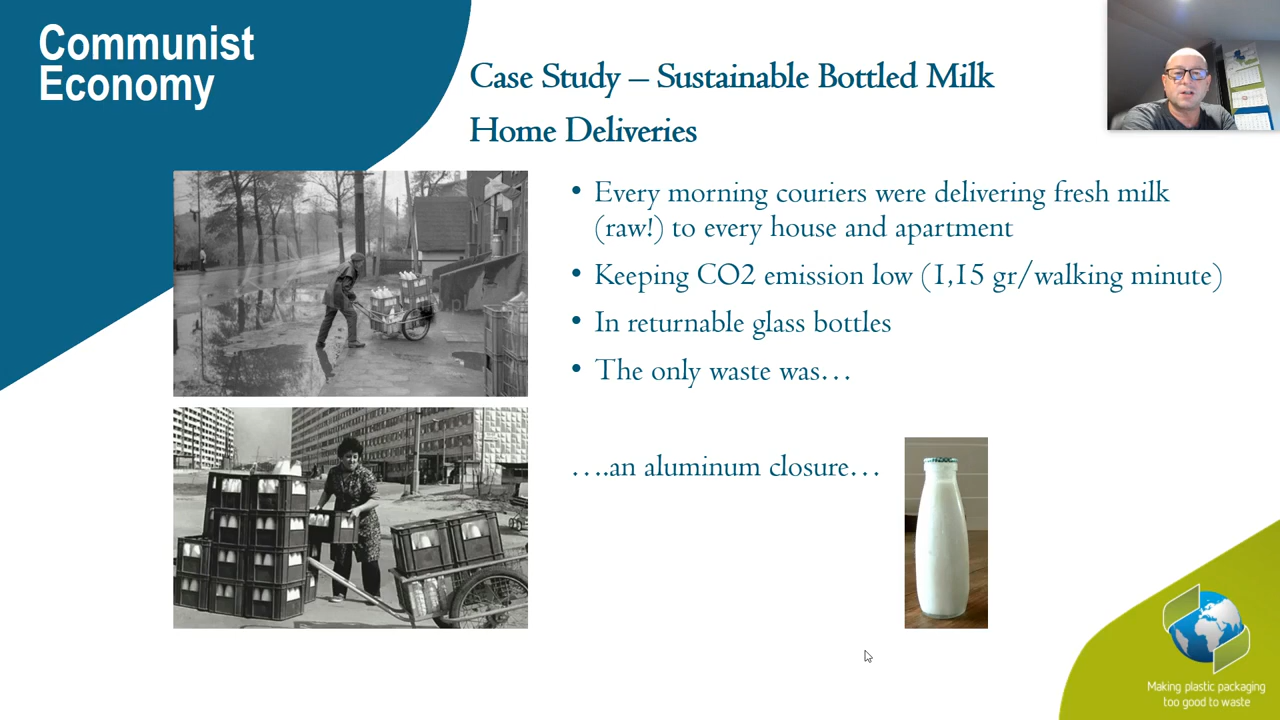 Communist
Economy
Case Study – Sustainable Bottled Milk
Home Deliveries
• Every morning couriers were delivering fresh milk
(raw!) to every house and apartment
• Keeping CO2 emission low (1,15 gr/walking minute)
• In returnable glass bottles
• The only waste was…
….an aluminum closure…
Making plastic packaging
too good to waste